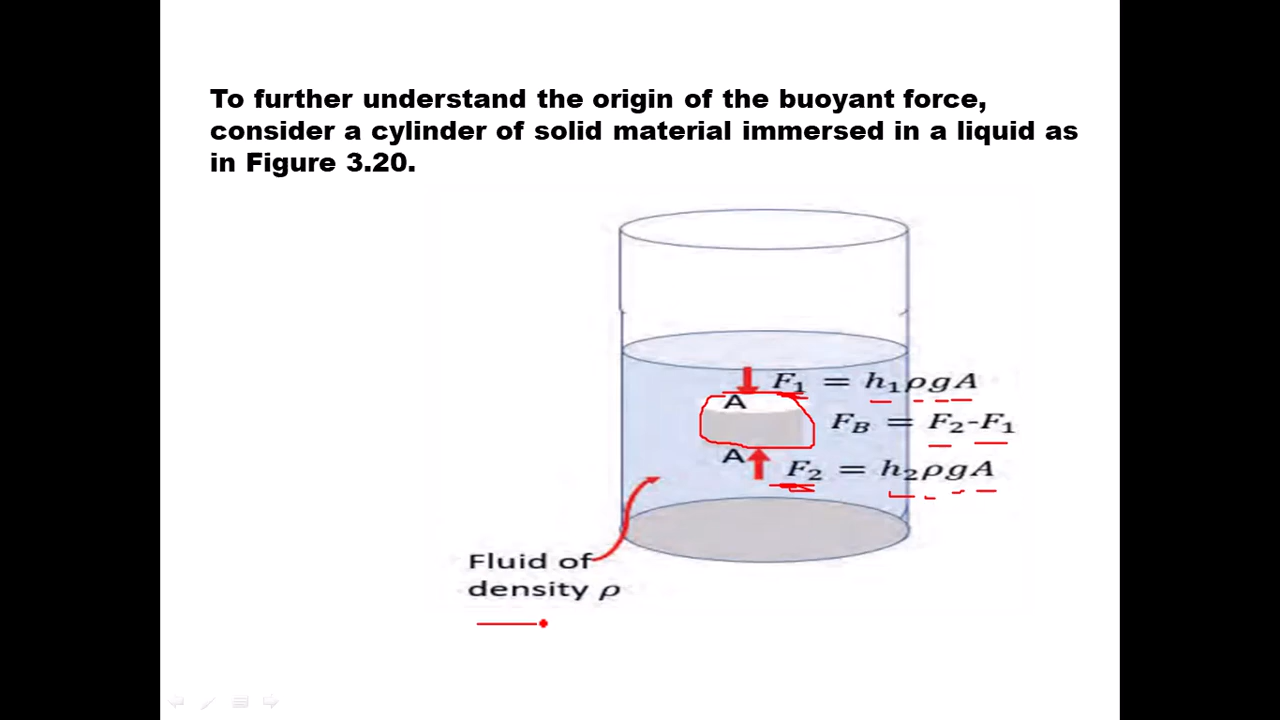 To further understand the origin of the buoyant force,
consider a cylinder of solid material immersed in a liquid as
in Figure 3.20.
F₁ = h₁ρgA
A
F_B = F₂-F₁
A
F₂ = h₂ρgA
Fluid of
density ρ